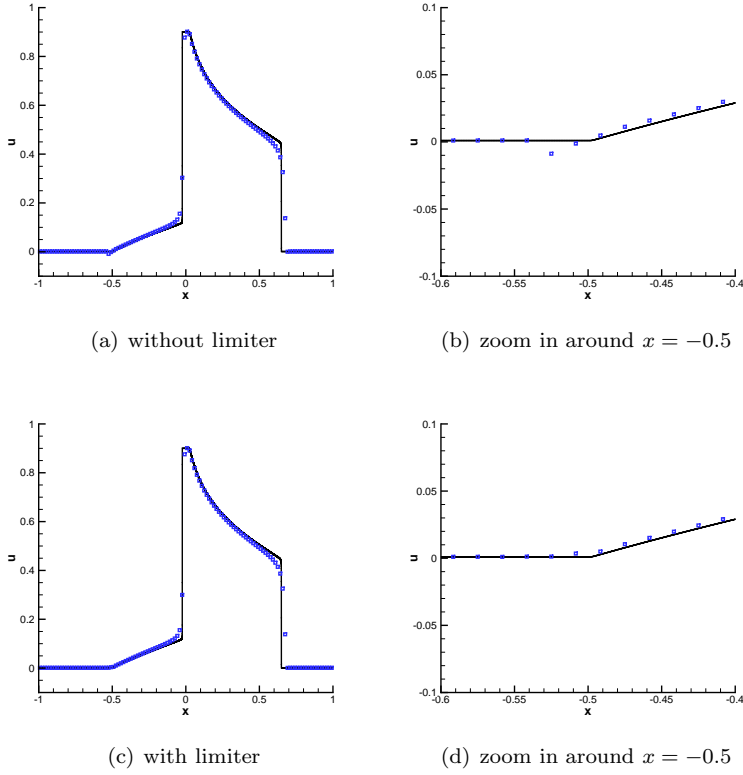 1
0.8
0.6
u
0.4
0.2
0
-1 -0.5 0 0.5 1
x
(a) without limiter
0.1
0.05
u
0
-0.05
-0.1
-0.6 -0.55 -0.5 -0.45 -0.4
x
(b) zoom in around x = −0.5
1
0.8
0.6
u
0.4
0.2
0
-1 -0.5 0 0.5 1
x
(c) with limiter
0.1
0.05
u
0
-0.05
-0.1
-0.6 -0.55 -0.5 -0.45 -0.4
x
(d) zoom in around x = −0.5